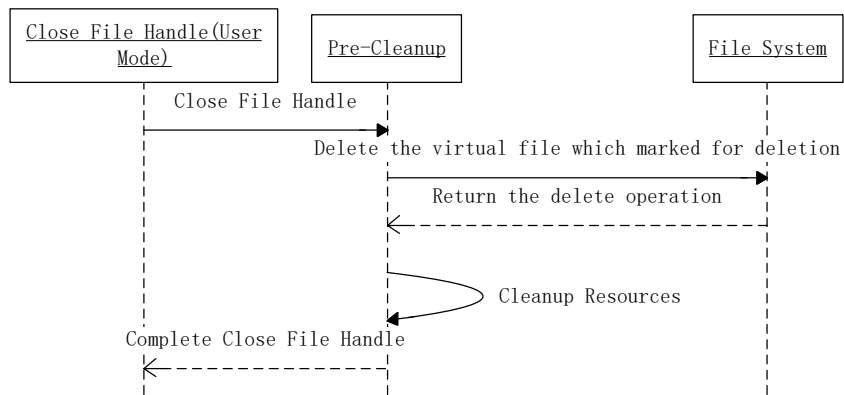 Close File Handle(User
Mode)
Pre-Cleanup
File System
Close File Handle
Delete the virtual file which marked for deletion
Return the delete operation
Cleanup Resources
Complete Close File Handle